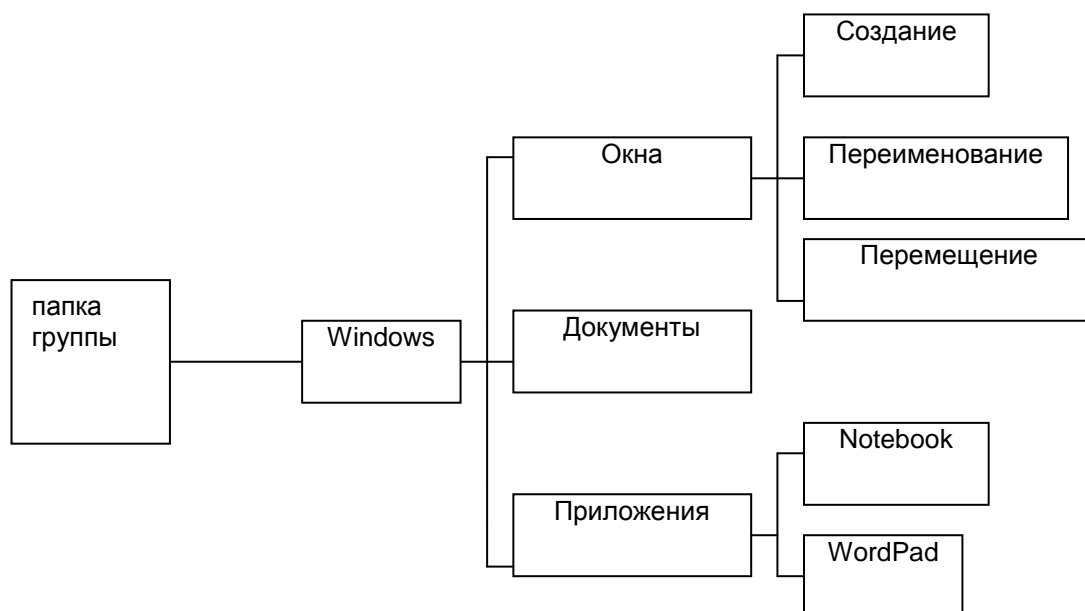 Создание
Окна
Переименование
Перемещение
папка
группы
Windows
Документы
Notebook
Приложения
WordPad